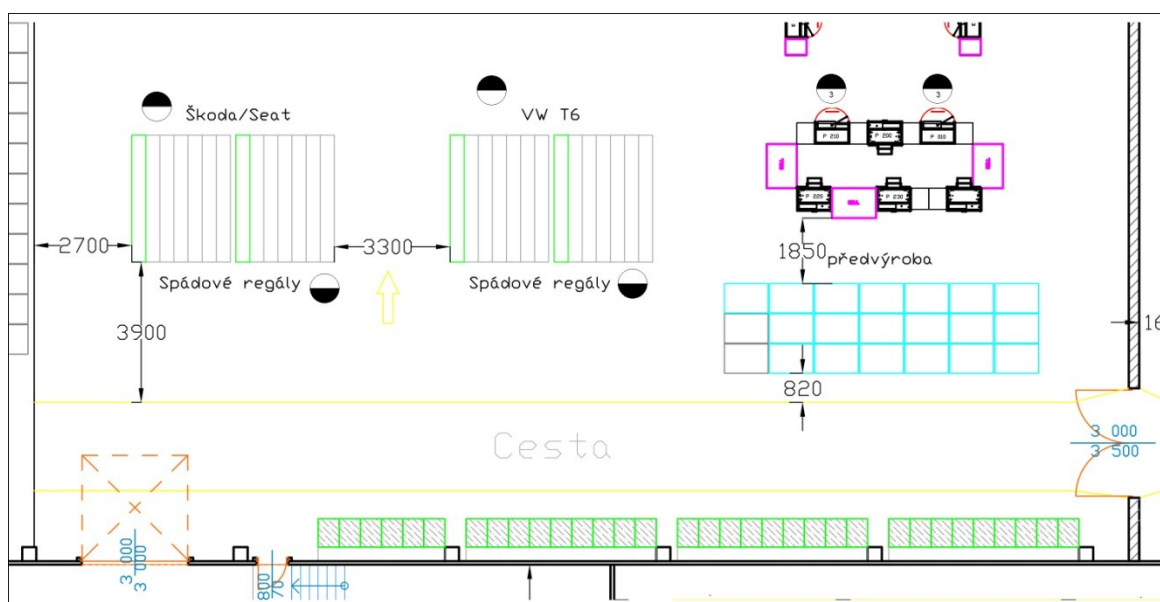 3
3
Škoda/Seat
VW T6
P 210
P 200
P 310
P 220
P 230
2700
3300
1850
předvýroba
Spádové regály
Spádové regály
3900
16
820
Cesta
3 000
3 500
3 000
3 000
800